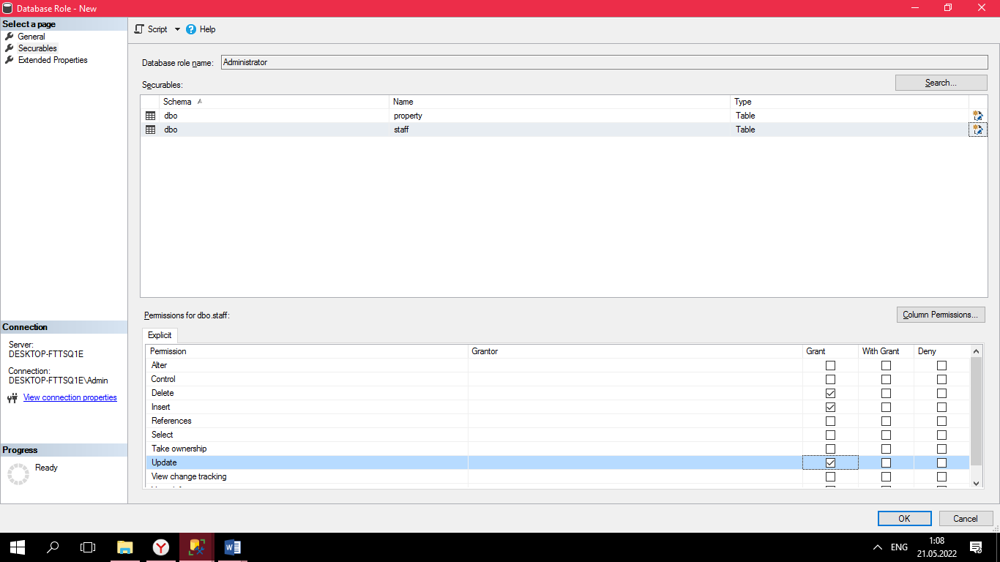 Database Role - New
Select a page
General
Securables
Extended Properties
Script
Help
Database role name: Administrator
Securables:
Search...
Schema Name Type
dbo property Table
dbo staff Table
Permissions for dbo.staff:
Column Permissions...
Explicit
Permission Grantor Grant With Grant Deny
Alter
Control
Delete
Insert
References
Select
Take ownership
Update
View change tracking
Connection
Server:
DESKTOP-FTTSQ1E
Connection:
DESKTOP-FTTSQ1E\Admin
View connection properties
Progress
Ready
OK Cancel
ENG
1:08
21.05.2022